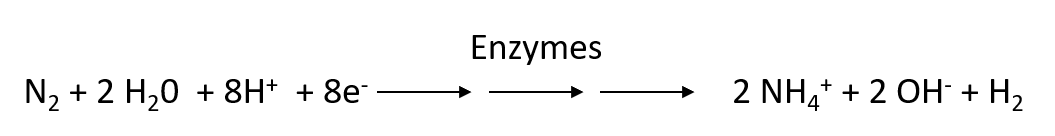 Enzymes
N₂ + 2 H₂0 + 8H⁺ + 8e⁻ ⟶ ⟶ ⟶ 2 NH₄⁺ + 2 OH⁻ + H₂